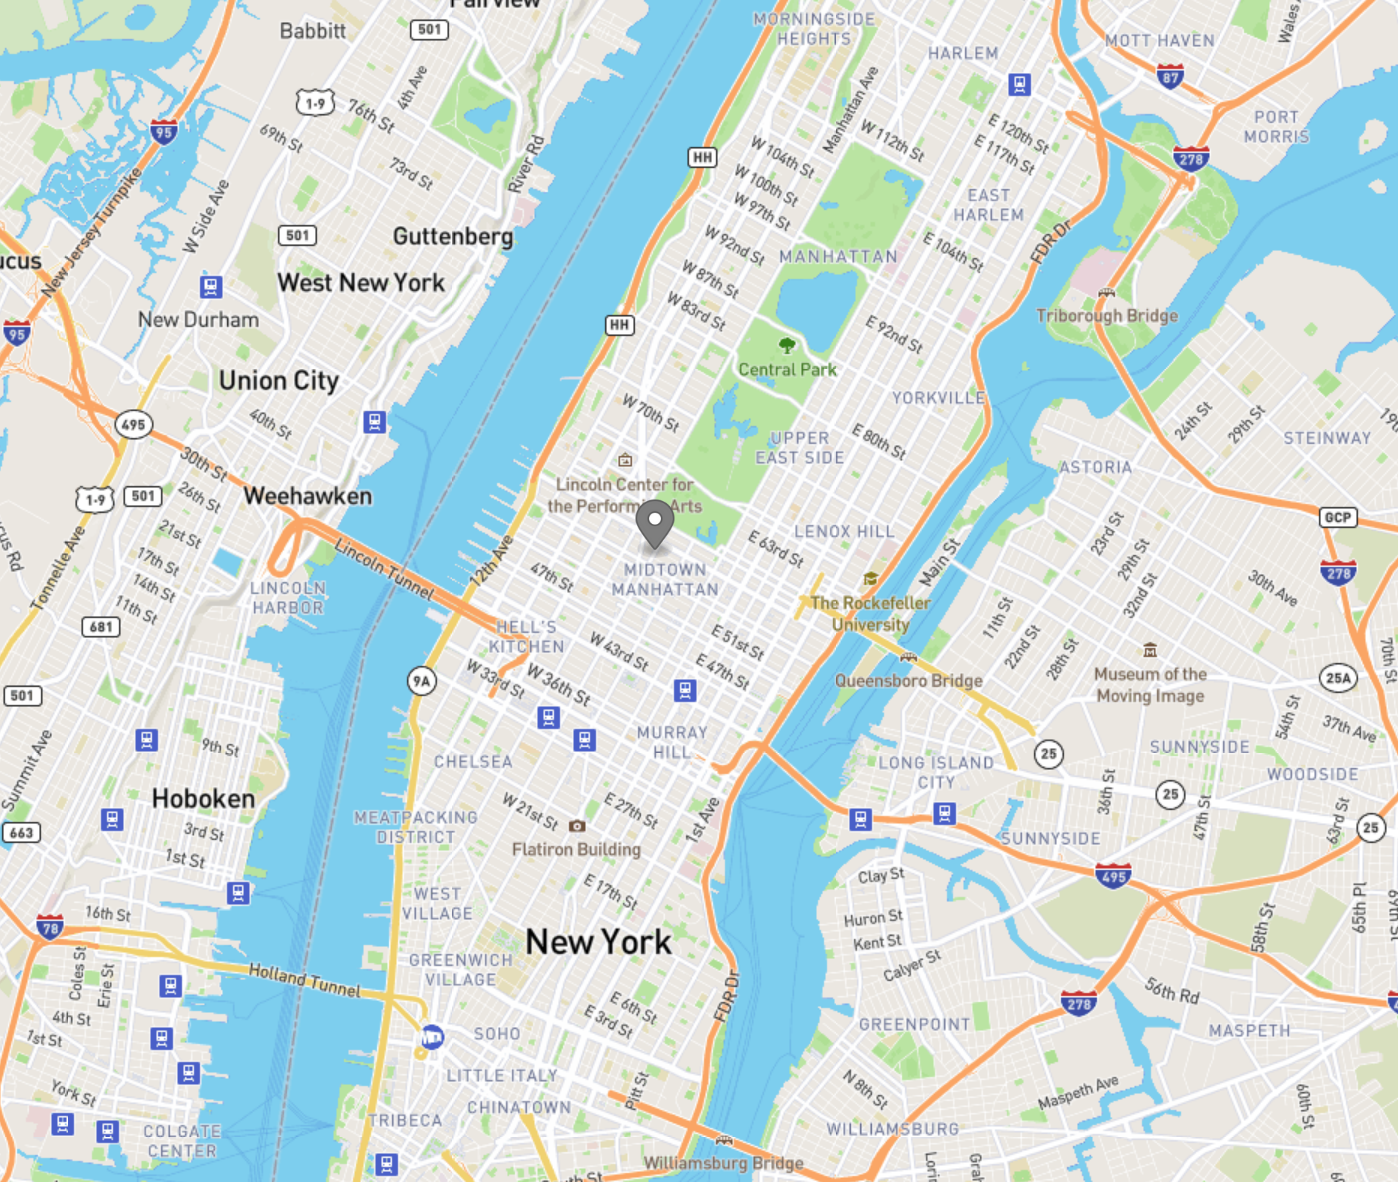 Fairview
Babbitt
501
MORNINGSIDE
HEIGHTS
HARLEM
MOTT HAVEN
87
Wales
PORT
MORRIS
4th Ave
1-9
76th St
69th St
73rd St
River Rd
95
HH
Manhattan Ave
W 112th St
W 104th St
W 100th St
W 97th St
E 120th St
E 117th St
278
EAST
HARLEM
New Jersey Turnpike
W Side Ave
501
Guttenberg
West New York
New Durham
ucus
95
W 92nd St
W 87th St
W 83rd St
MANHATTAN
E 104th St
FDR Dr
Triborough Bridge
HH
E 92nd St
Central Park
Union City
40th St
495
30th St
26th St
21st St
17th St
14th St
11th St
W 70th St
YORKVILLE
UPPER
EAST SIDE
E 80th St
24th St
29th St
STEINWAY
19th
ASTORIA
1-9
501
Weehawken
Lincoln Center for
the Performing Arts
LENOX HILL
E 63rd St
GCP
278
Tonnelle Ave
cus Rd
LINCOLN
HARBOR
Lincoln Tunnel
12th Ave
47th St
MIDTOWN
MANHATTAN
Main St
23rd St
29th St
32nd St
30th Ave
681
HELL'S
KITCHEN
The Rockefeller
University
11th St
22nd St
28th St
70th St
W 43rd St
E 51st St
E 47th St
Queensboro Bridge
Museum of the
Moving Image
25A
501
9A
W 33rd St
W 36th St
54th St
37th Ave
Summit Ave
9th St
CHELSEA
MURRAY
HILL
LONG ISLAND
CITY
25
SUNNYSIDE
WOODSIDE
Hoboken
663
3rd St
1st St
MEATPACKING
DISTRICT
W 21st St
E 27th St
1st Ave
Flatiron Building
36th St
25
47th St
63rd St
25
SUNNYSIDE
495
WEST
VILLAGE
E 17th St
Clay St
Huron St
Kent St
Calyer St
58th St
65th Pl
69th St
78
16th St
New York
Coles St
Erie St
Holland Tunnel
GREENWICH
VILLAGE
FDR Dr
56th Rd
278
4th St
1st St
SOHO
E 6th St
E 3rd St
GREENPOINT
MASPETH
York St
LITTLE ITALY
CHINATOWN
Pitt St
N 8th St
Maspeth Ave
60th St
COLGATE
CENTER
TRIBECA
WILLIAMSBURG
Williamsburg Bridge